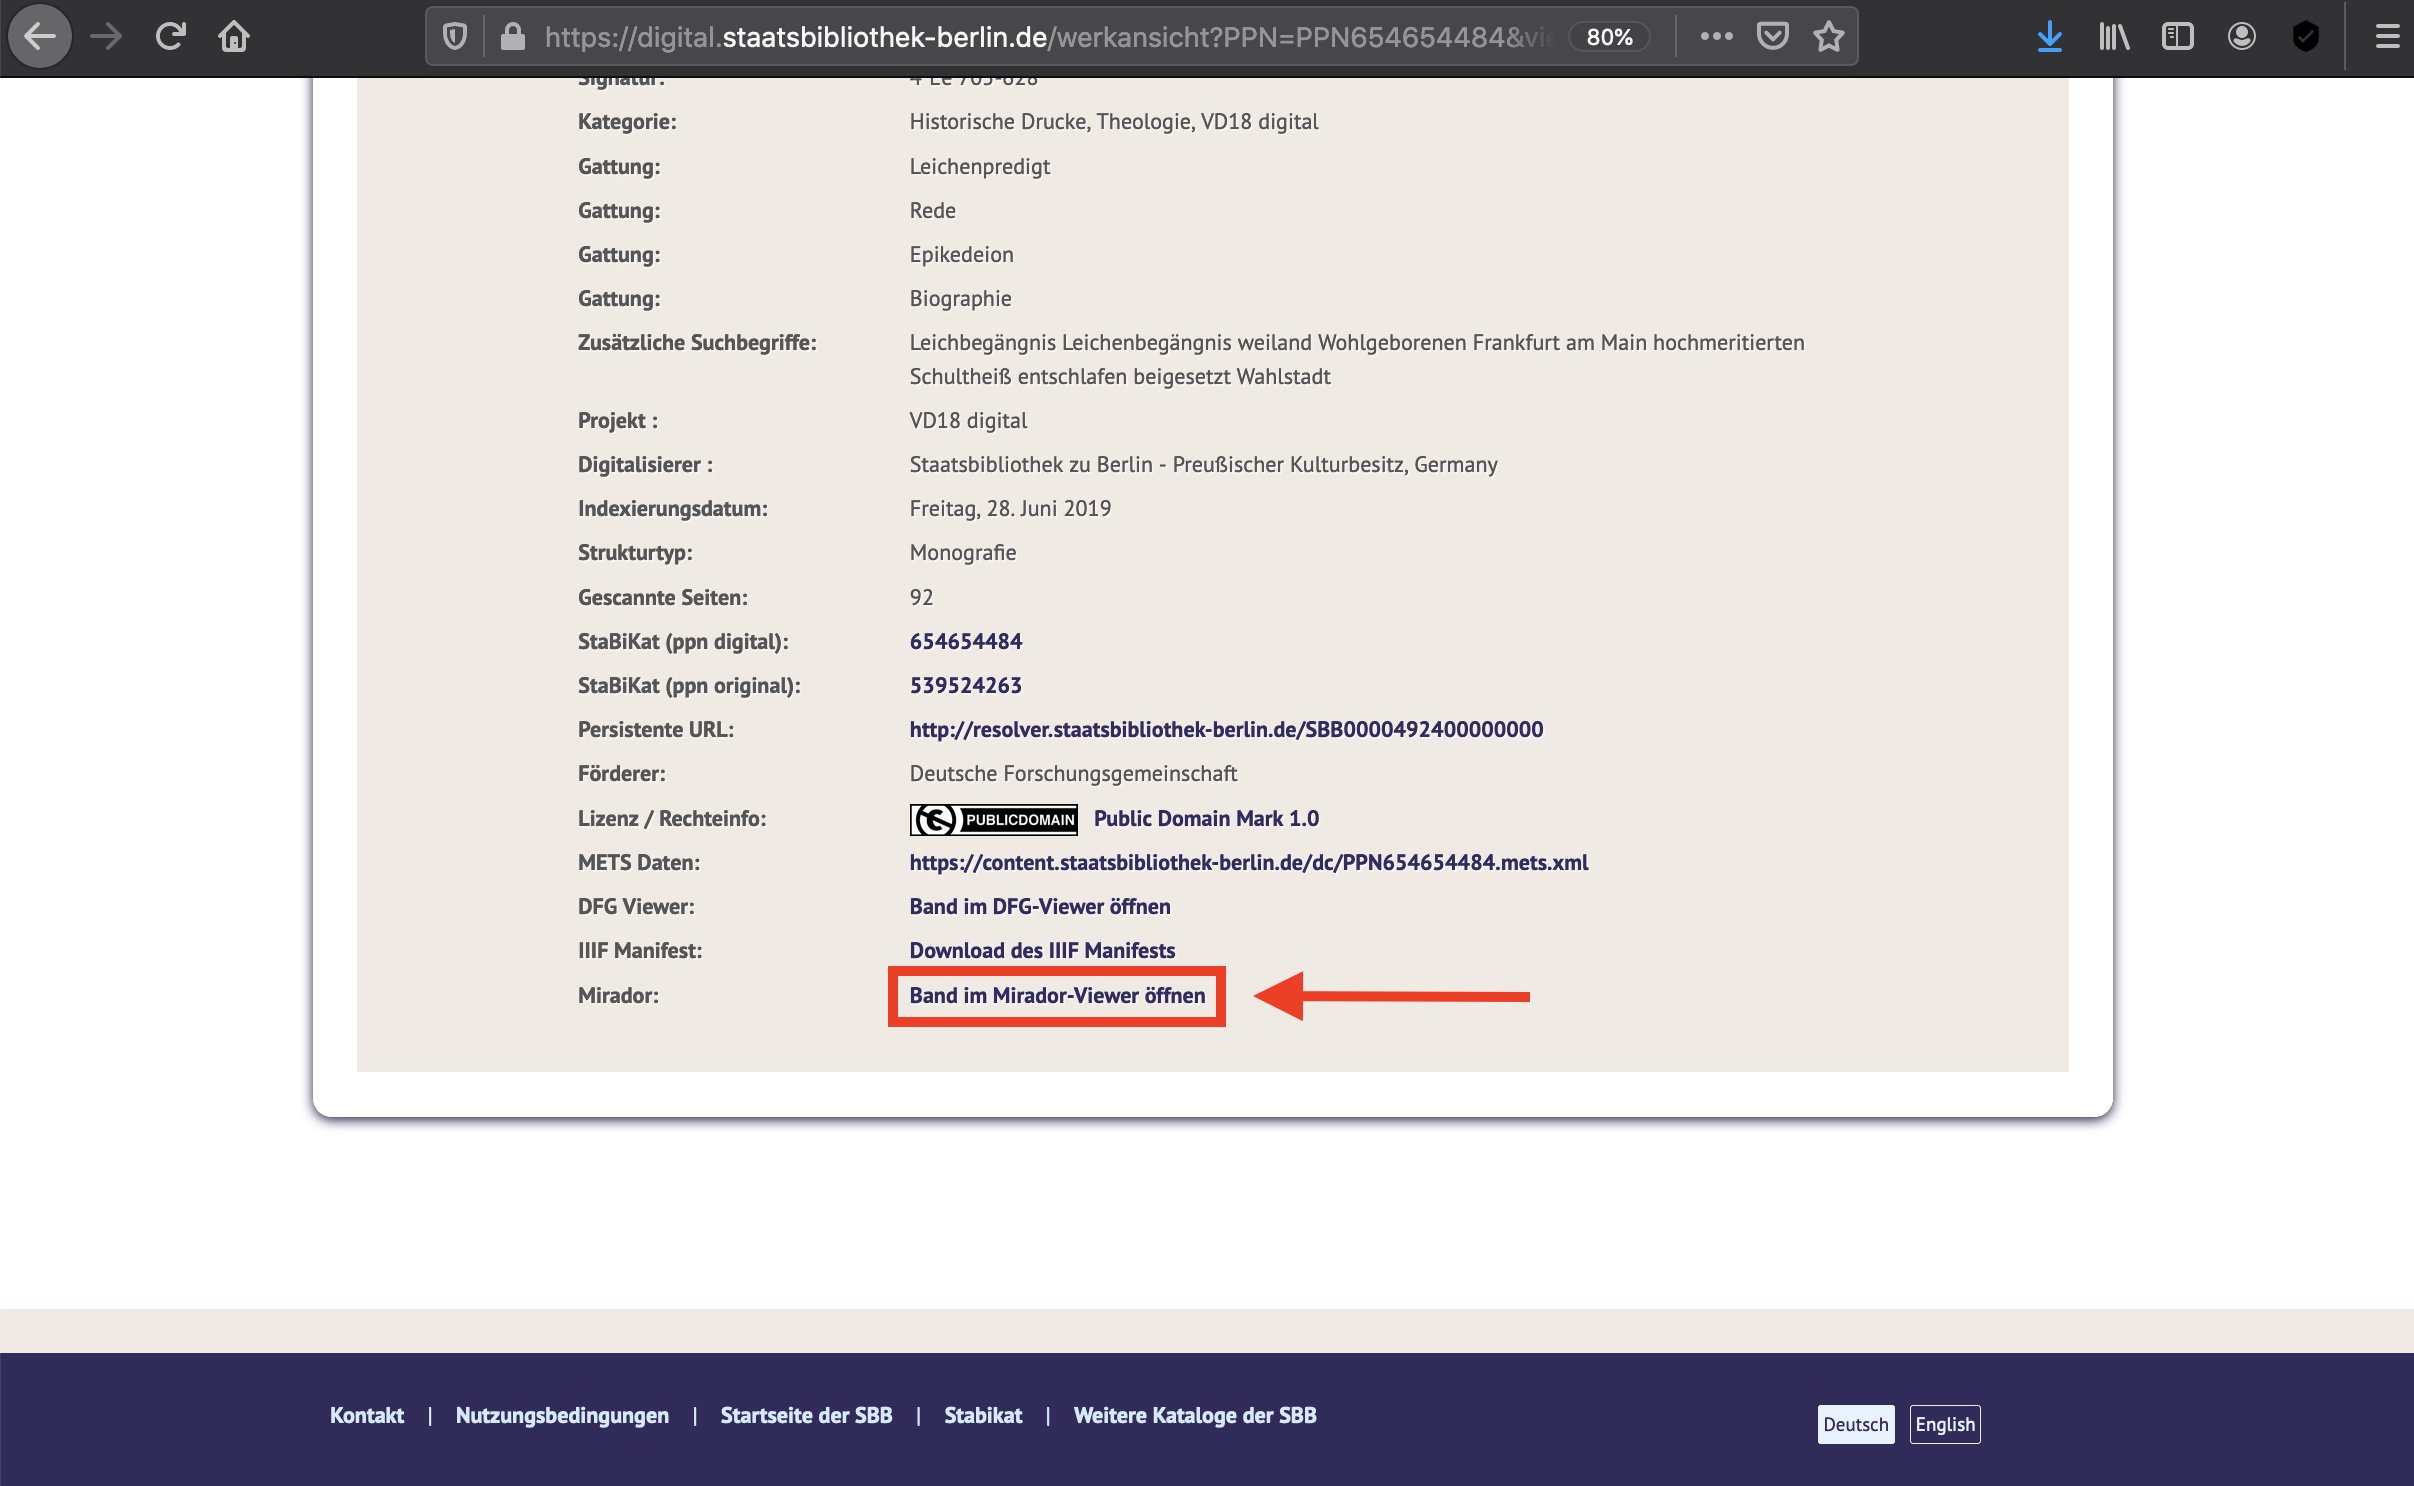 https://digital.staatsbibliothek-berlin.de/werkansicht?PPN=PPN654654484&vie 80%
Signatur: 4"Ee 705-628
Kategorie: Historische Drucke, Theologie, VD18 digital
Gattung: Leichenpredigt
Gattung: Rede
Gattung: Epikedeion
Gattung: Biographie
Zusätzliche Suchbegriffe: Leichbegängnis Leichenbegängnis weiland Wohlgeborenen Frankfurt am Main hochmeritierten
Schultheiß entschlafen beigesetzt Wahlstadt
Projekt : VD18 digital
Digitalisierer : Staatsbibliothek zu Berlin - Preußischer Kulturbesitz, Germany
Indexierungsdatum: Freitag, 28. Juni 2019
Strukturtyp: Monografie
Gescannte Seiten: 92
StaBiKat (ppn digital): 654654484
StaBiKat (ppn original): 539524263
Persistente URL: http://resolver.staatsbibliothek-berlin.de/SBB0000492400000000
Förderer: Deutsche Forschungsgemeinschaft
Lizenz / Rechteinfo: PUBLICDOMAIN Public Domain Mark 1.0
METS Daten: https://content.staatsbibliothek-berlin.de/dc/PPN654654484.mets.xml
DFG Viewer: Band im DFG-Viewer öffnen
IIIF Manifest: Download des IIIF Manifests
Mirador: Band im Mirador-Viewer öffnen
Kontakt | Nutzungsbedingungen | Startseite der SBB | Stabikat | Weitere Kataloge der SBB
Deutsch English